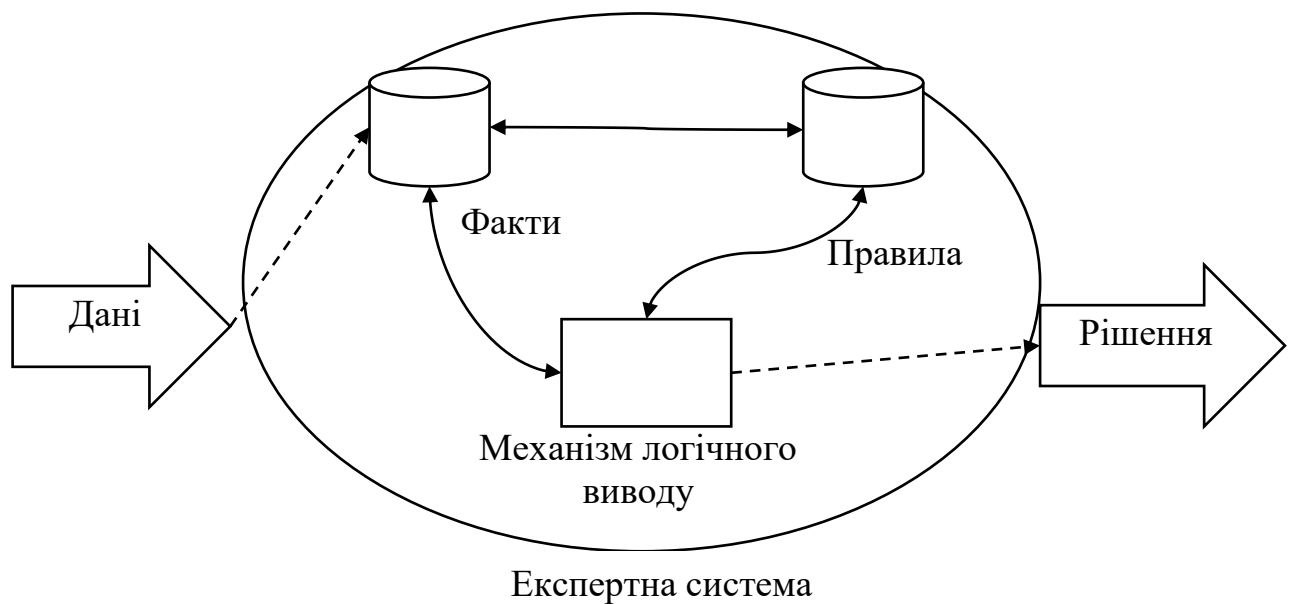 Факти
Правила
Дані
Рішення
Механізм логічного
виводу
Експертна система